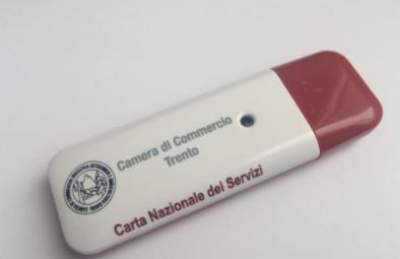 Camera di Commercio
Trento
Carta Nazionale dei Servizi